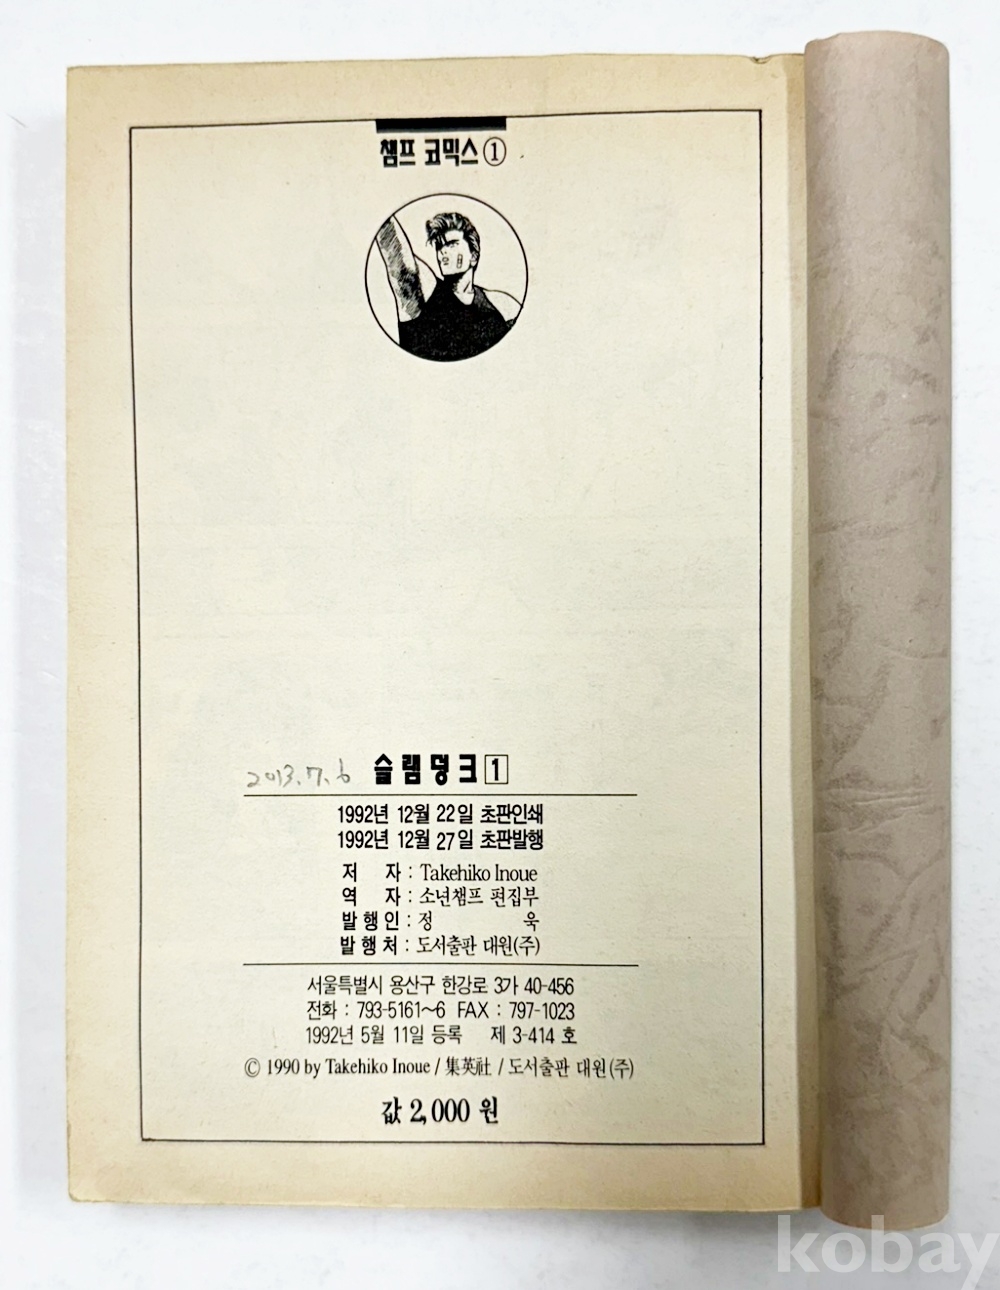 챔프 코믹스 ①
2013.7.6 슬램덩크 1
1992년 12월 22일 초판인쇄
1992년 12월 27일 초판발행
저 자 : Takehiko Inoue
역 자 : 소년챔프 편집부
발행인 : 정 욱
발행처 : 도서출판 대원(주)
서울특별시 용산구 한강로 3가 40-456
전화 : 793-5161~6 FAX : 797-1023
1992년 5월 11일 등록 제 3-414 호
© 1990 by Takehiko Inoue / 集英社 / 도서출판 대원(주)
값 2,000 원
kobay